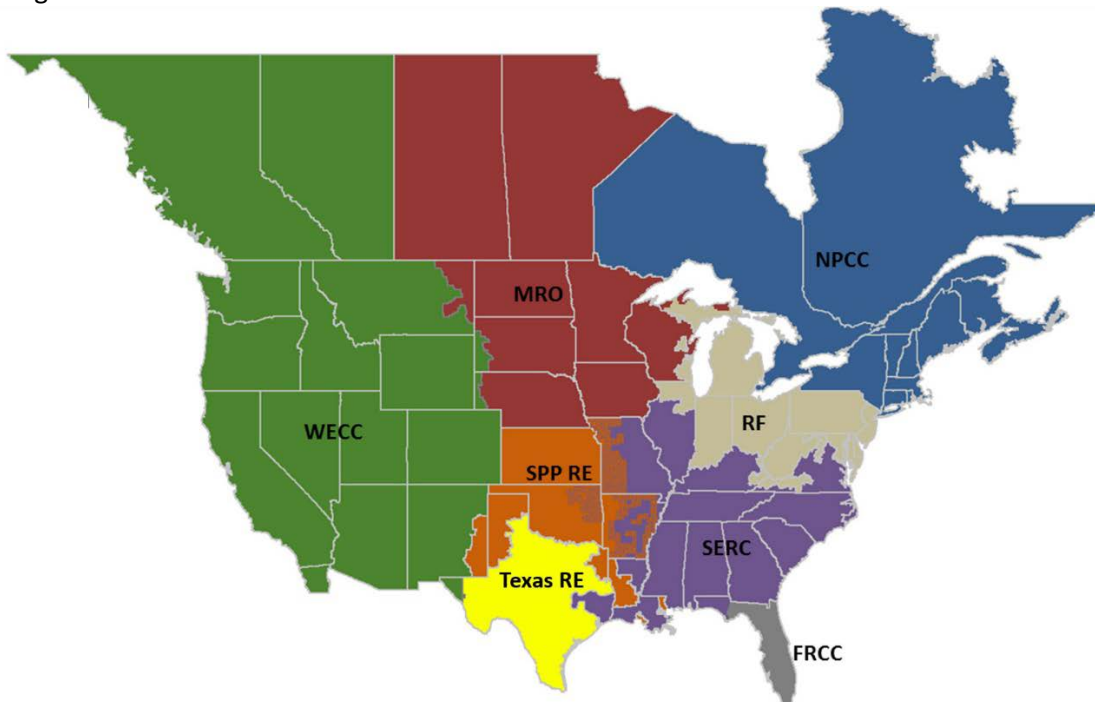 NPCC
MRO
WECC
RF
SPP RE
SERC
Texas RE
FRCC